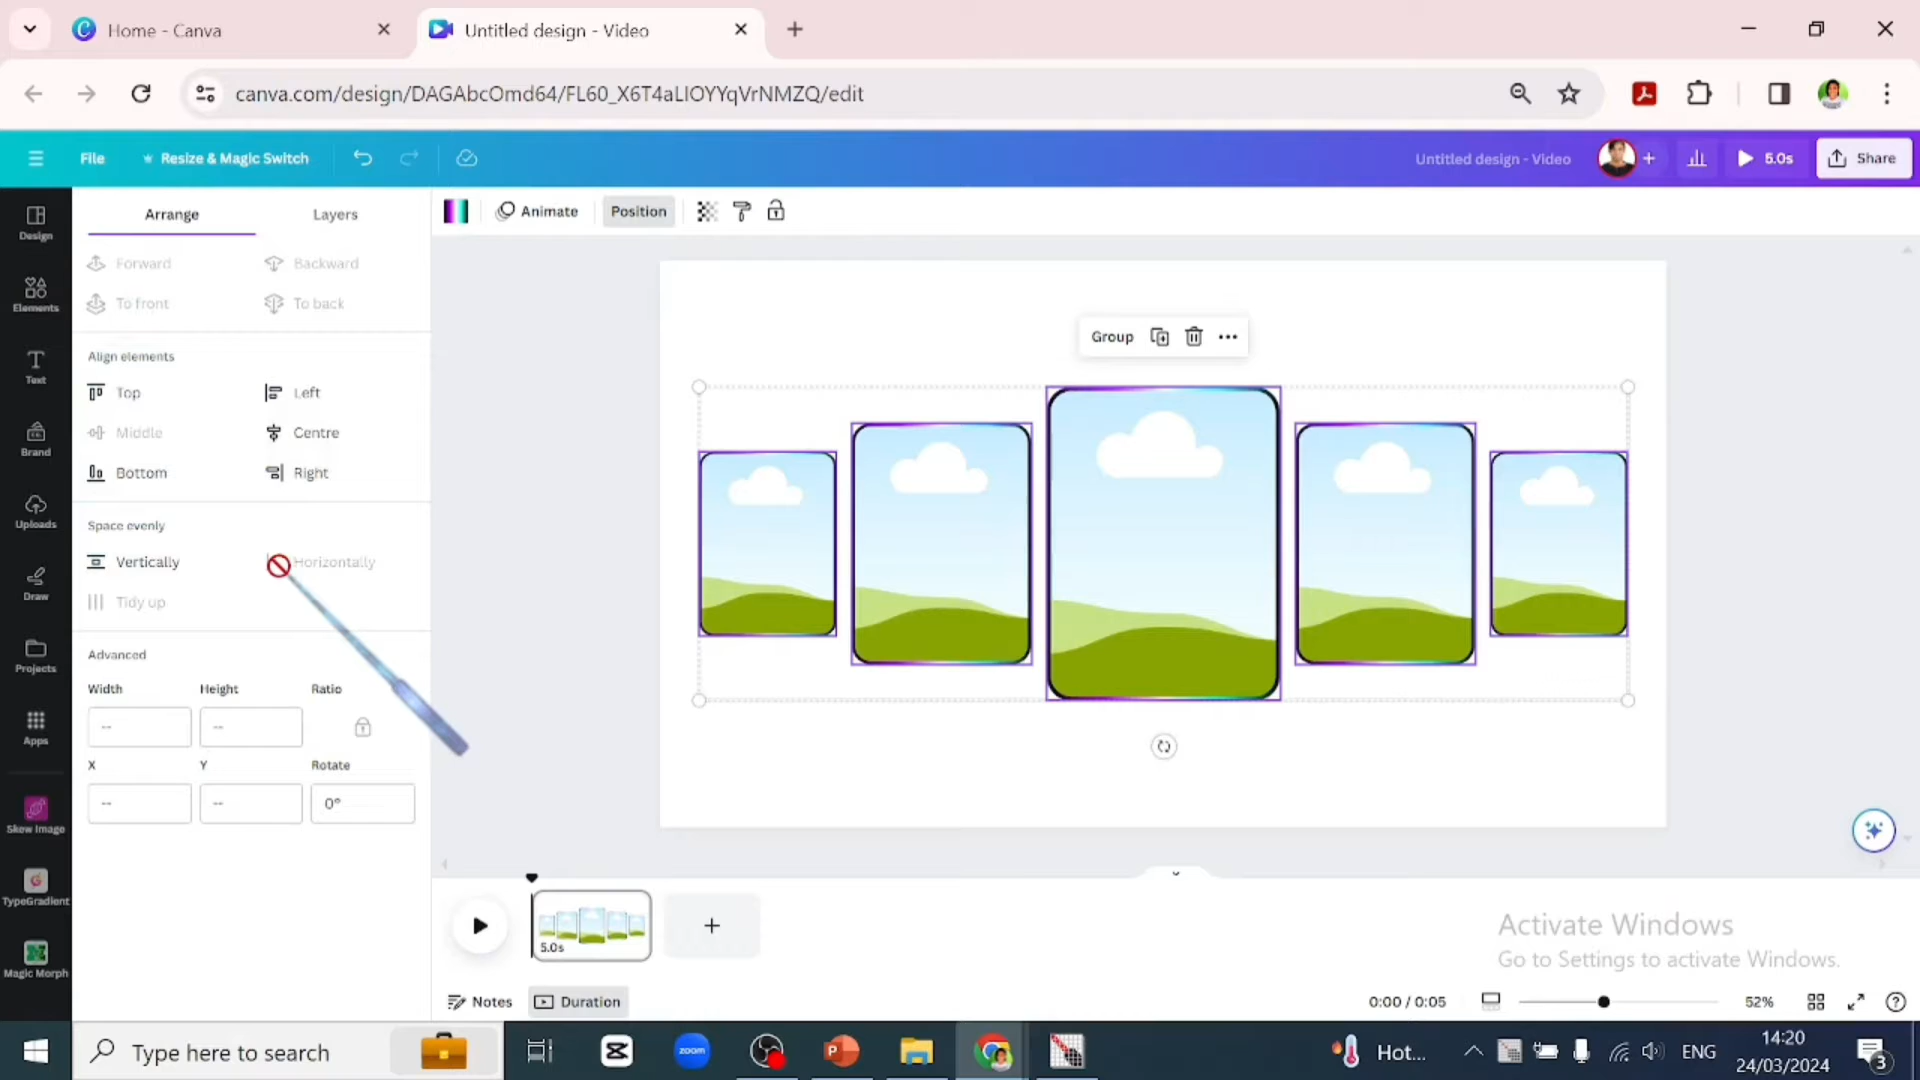 Home - Canva
Untitled design - Video
canva.com/design/DAGAbcOmd64/FL60_X6T4aLIOYYqVrNMZQ/edit
File
Resize & Magic Switch
Untitled design - Video
5.0s
Share
Design
Elements
Text
Brand
Uploads
Draw
Projects
Apps
Skew Image
TypeGradient
Magic Morph
Arrange
Layers
Forward
Backward
To front
To back
Align elements
Top
Left
Middle
Centre
Bottom
Right
Space evenly
Vertically
Horizontally
Tidy up
Advanced
Width
Height
Ratio
--
--
X
Y
Rotate
--
--
0°
Animate
Position
Group
5.0s
Notes
Duration
Activate Windows
Go to Settings to activate Windows.
0:00 / 0:05
52%
Type here to search
zoom
Hot...
ENG
14:20
24/03/2024
3